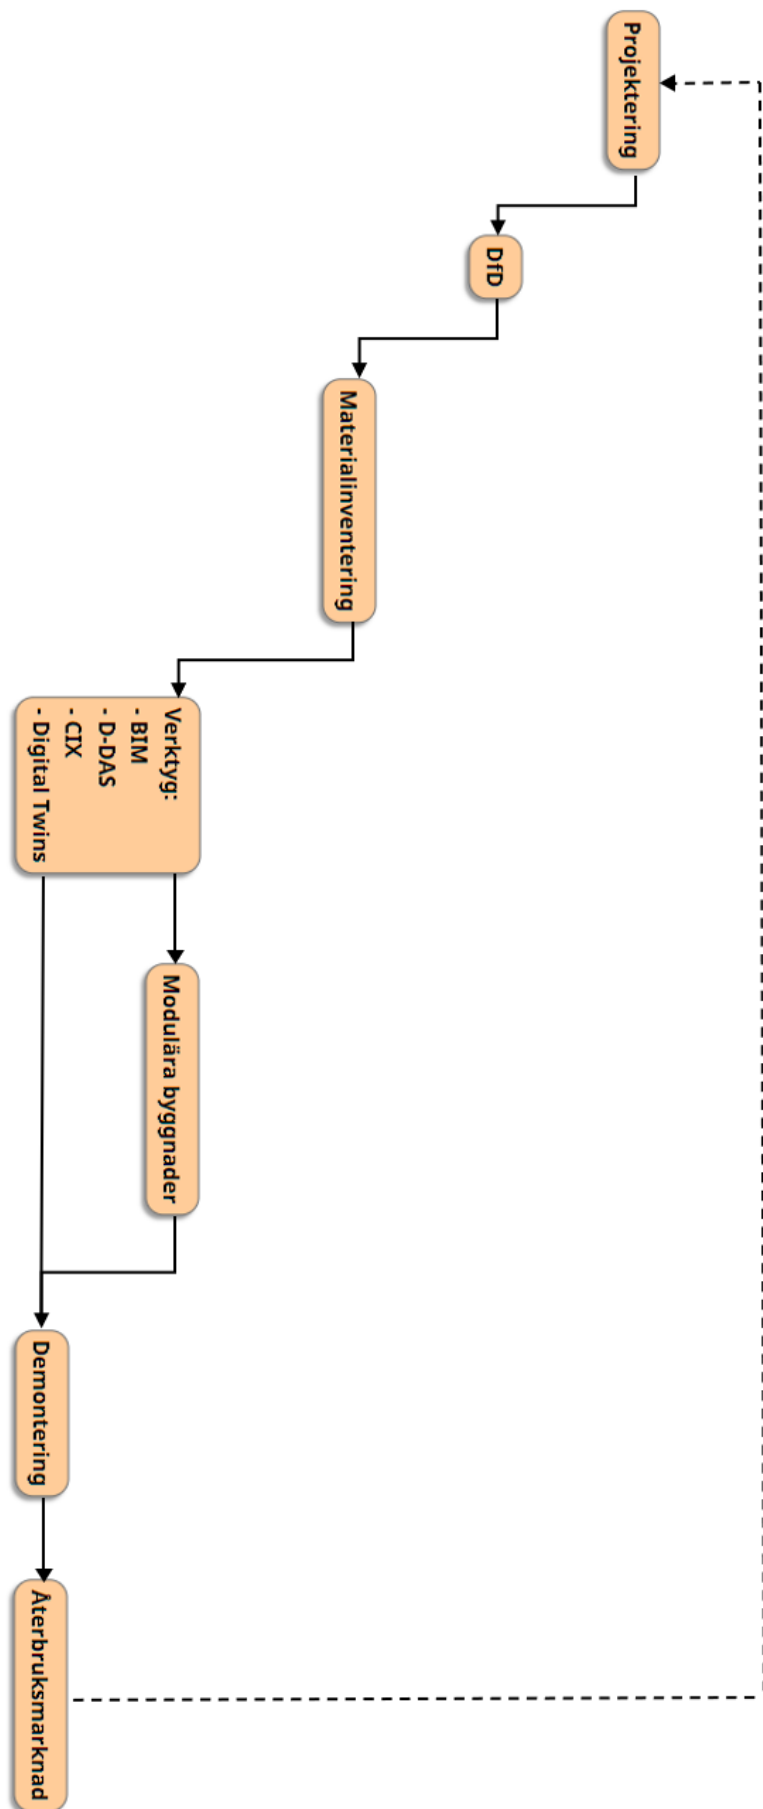 Projektering
DfD
Materialinventering
Verktyg:
- BIM
- D-DAS
- CIX
- Digital Twins
Modulära byggnader
Demontering
Återbruksmarknad